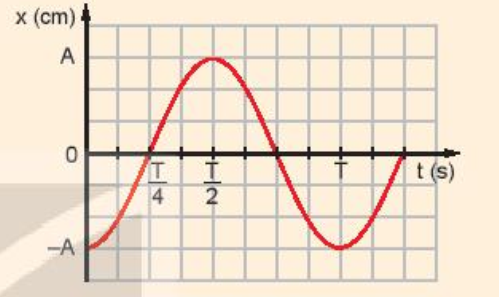 x (cm)
A
0
T/4
T/2
T
t (s)
–A